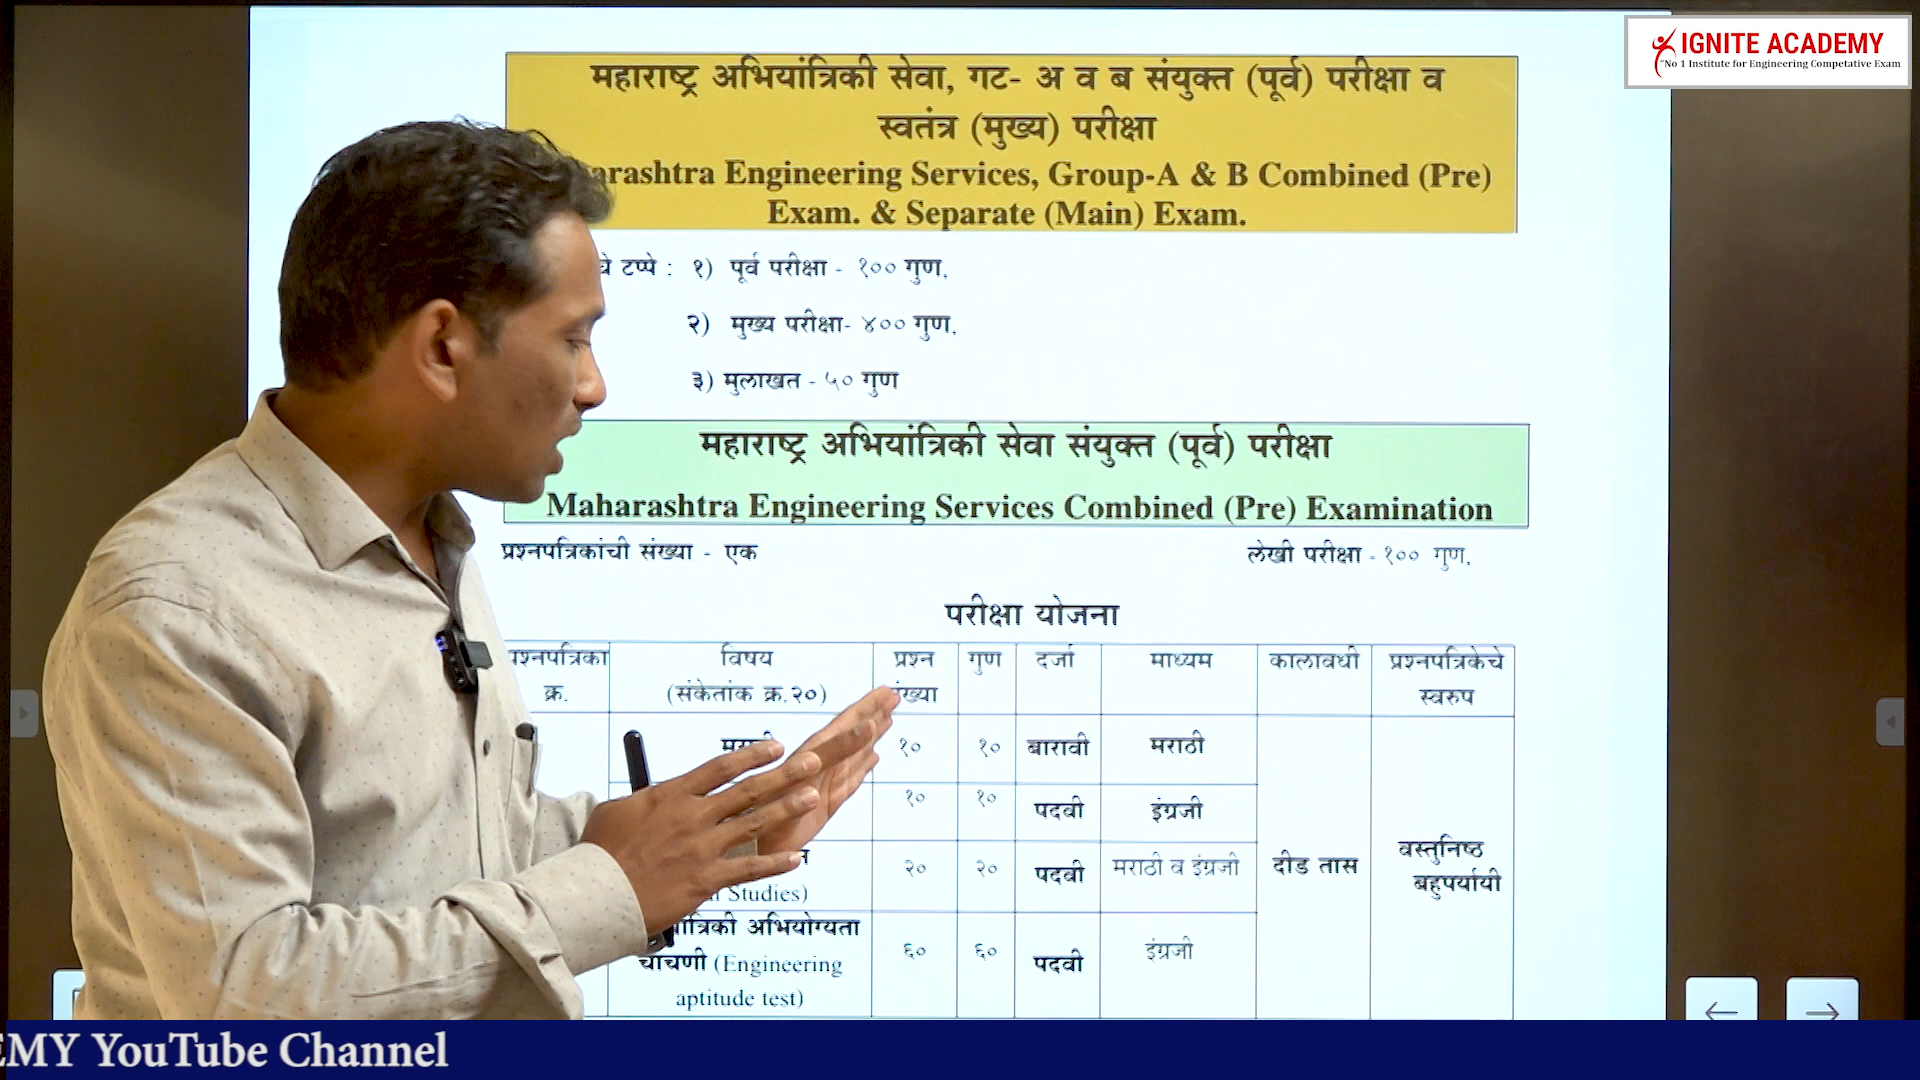 IGNITE ACADEMY
"No 1 Institute for Engineering Competative Exam
महाराष्ट्र अभियांत्रिकी सेवा, गट- अ व ब संयुक्त (पूर्व) परीक्षा व
स्वतंत्र (मुख्य) परीक्षा
arashtra Engineering Services, Group-A & B Combined (Pre)
Exam. & Separate (Main) Exam.
चे टप्पे : १) पूर्व परीक्षा - १०० गुण,
२) मुख्य परीक्षा- ४०० गुण,
३) मुलाखत - ५० गुण
महाराष्ट्र अभियांत्रिकी सेवा संयुक्त (पूर्व) परीक्षा
Maharashtra Engineering Services Combined (Pre) Examination
प्रश्नपत्रिकांची संख्या - एक लेखी परीक्षा - १०० गुण,
परीक्षा योजना
प्रश्नपत्रिका विषय प्रश्न गुण दर्जा माध्यम कालावधी प्रश्नपत्रिकेचे
क्र. (संकेतांक क्र.२०) संख्या स्वरुप
१० १० बारावी मराठी
१० १० पदवी इंग्रजी
२० २० पदवी मराठी व इंग्रजी दीड तास वस्तुनिष्ठ
बहुपर्यायी
Studies)
यांत्रिकी अभियोग्यता ६० ६० पदवी इंग्रजी
चाचणी (Engineering
aptitude test)
EMY YouTube Channel